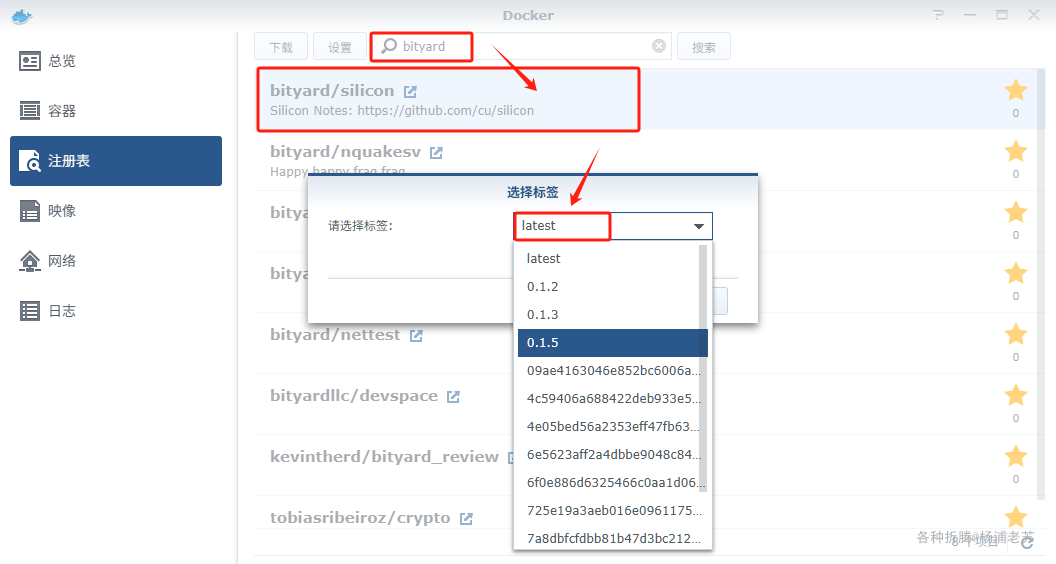 Docker
总览
容器
注册表
映像
网络
日志
下载
设置
bityard
搜索
bityard/silicon
Silicon Notes: https://github.com/cu/silicon
0
bityard/nquakesv
Happy happy frag frag
0
bitya
0
bitya
0
bityard/nettest
0
bityardllc/devspace
0
kevintherd/bityard_review
0
tobiasribeiroz/crypto
选择标签
请选择标签:
latest
latest
0.1.2
0.1.3
0.1.5
09ae4163046e852bc6006a...
4c59406a688422deb933e5...
4e05bed56a2353eff47fb63...
6e5623aff2a4dbbe9048c84...
6f0e886d6325466c0aa1d06...
725e19a3aeb016e0961175...
7a8dbfcfdbb81b47d3bc212...
8 个项目
各种折腾@杨浦老苏